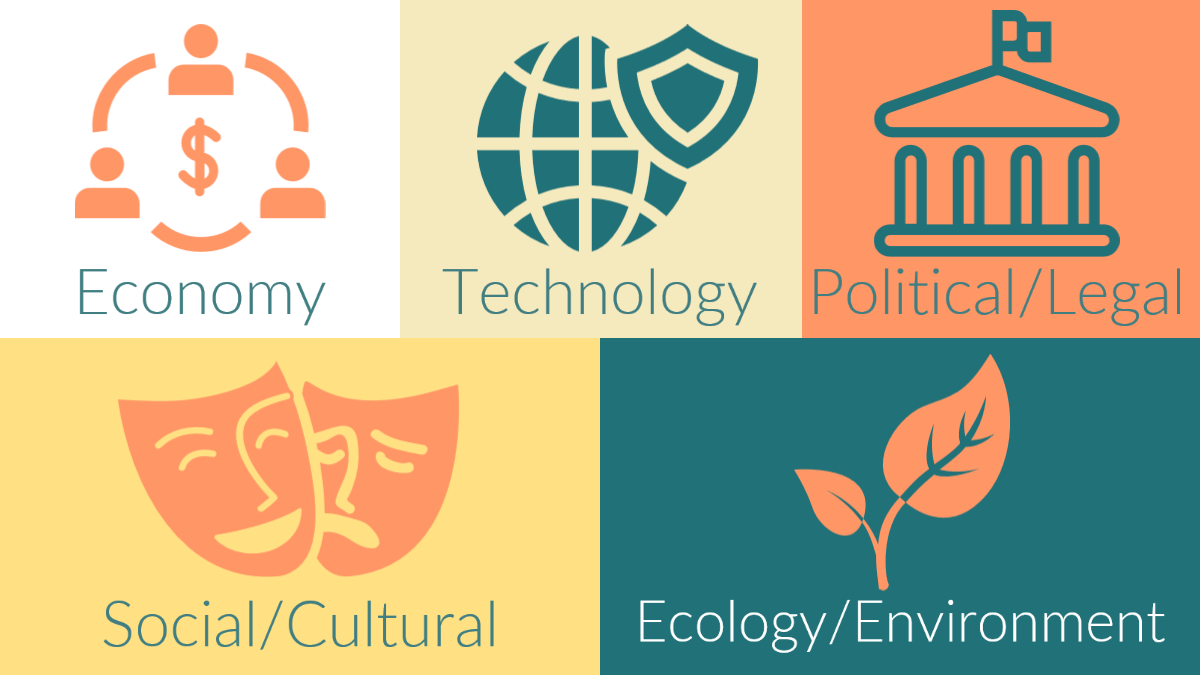 $
Economy
Technology
Political/Legal
Social/Cultural
Ecology/Environment